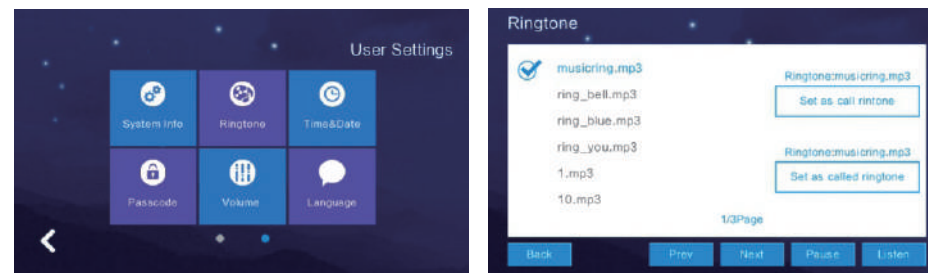 User Settings
System Info
Ringtone
Time&Date
Passcode
Volume
Language
Ringtone
musicring.mp3
ring_bell.mp3
ring_blue.mp3
ring_you.mp3
1.mp3
10.mp3
Ringtone:musicring.mp3
Set as call rintone
Ringtone:musicring.mp3
Set as called ringtone
1/3Page
Back
Prev
Next
Pause
Listen